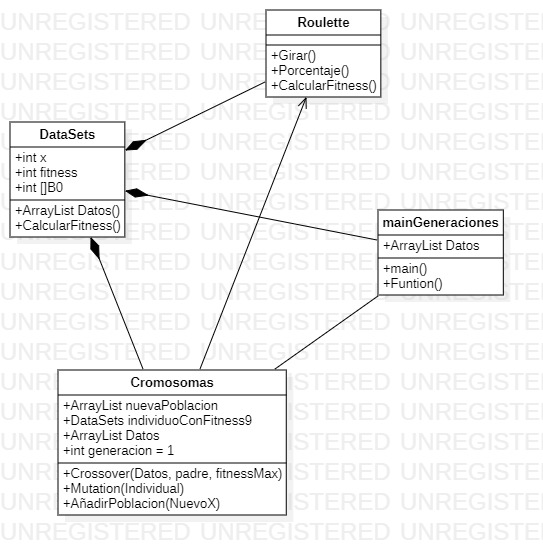 Roulette
+Girar()
+Porcentaje()
+CalcularFitness()
DataSets
+int x
+int fitness
+int []B0
+ArrayList Datos()
+CalcularFitness()
mainGeneraciones
+ArrayList Datos
+main()
+Funtion()
Cromosomas
+ArrayList nuevaPoblacion
+DataSets individuoConFitness9
+ArrayList Datos
+int generacion = 1
+Crossover(Datos, padre, fitnessMax)
+Mutation(Individual)
+AñadirPoblacion(NuevoX)
UNREGISTERED UNREGISTERED UNREGISTERED